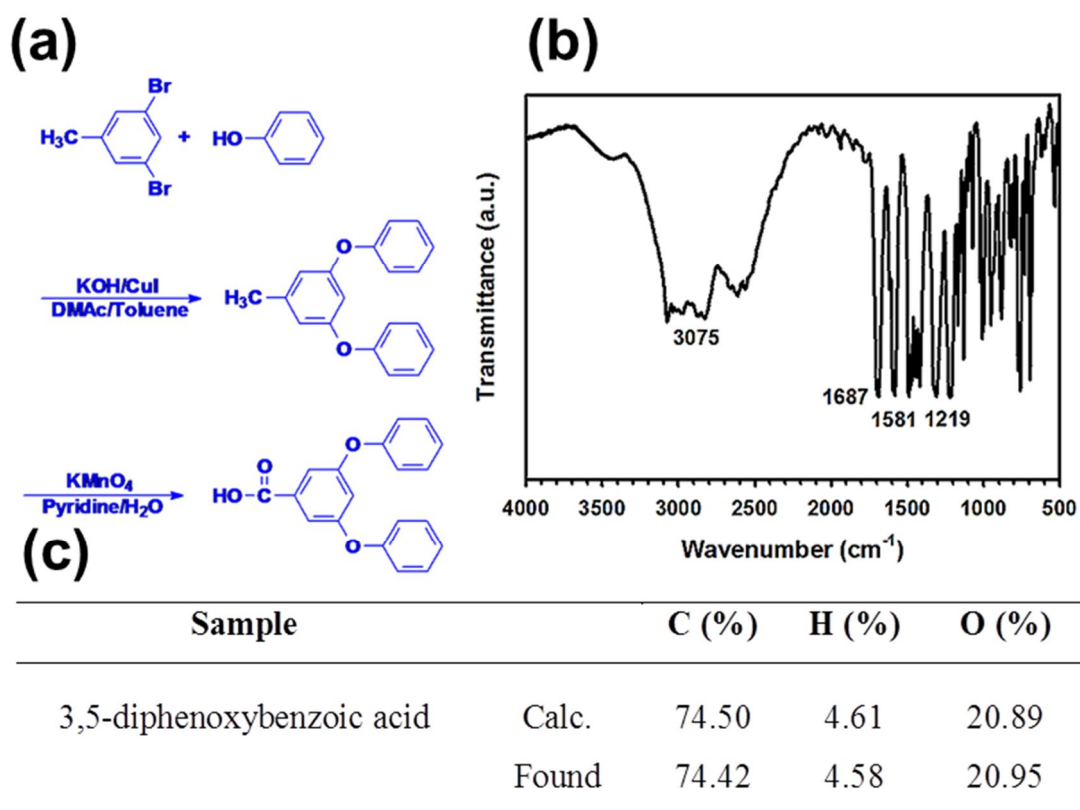 (a)
Br
H₃C
+
HO
Br
KOH/CuI
DMAc/Toluene
O
H₃C
O
KMnO₄
Pyridine/H₂O
O
O
HO C
O
(b)
Transmittance (a.u.)
3075
1687
1581 1219
4000 3500 3000 2500 2000 1500 1000 500
Wavenumber (cm⁻¹)
(c)
Sample C (%) H (%) O (%)
3,5-diphenoxybenzoic acid Calc. 74.50 4.61 20.89
Found 74.42 4.58 20.95